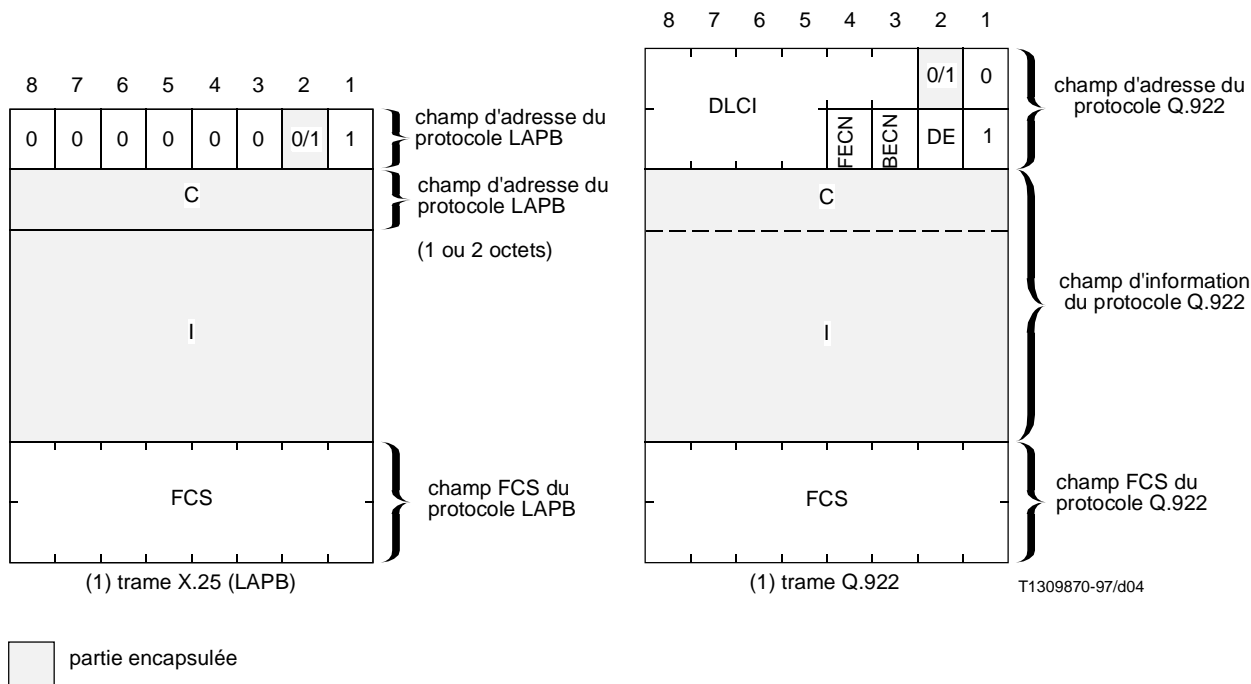 8 7 6 5 4 3 2 1
0 0 0 0 0 0 0/1 1
champ d'adresse du
protocole LAPB
C
champ d'adresse du
protocole LAPB
(1 ou 2 octets)
I
FCS
champ FCS du
protocole LAPB
(1) trame X.25 (LAPB)
8 7 6 5 4 3 2 1
DLCI
0/1 0
FECN BECN DE 1
champ d'adresse du
protocole Q.922
C
I
champ d'information
du protocole Q.922
FCS
champ FCS du
protocole Q.922
(1) trame Q.922
T1309870-97/d04
partie encapsulée